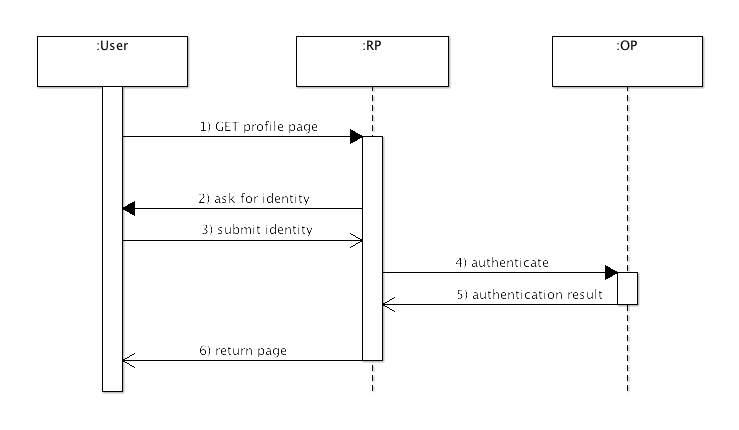 :User
:RP
:OP
1) GET profile page
2) ask for identity
3) submit identity
4) authenticate
5) authentication result
6) return page